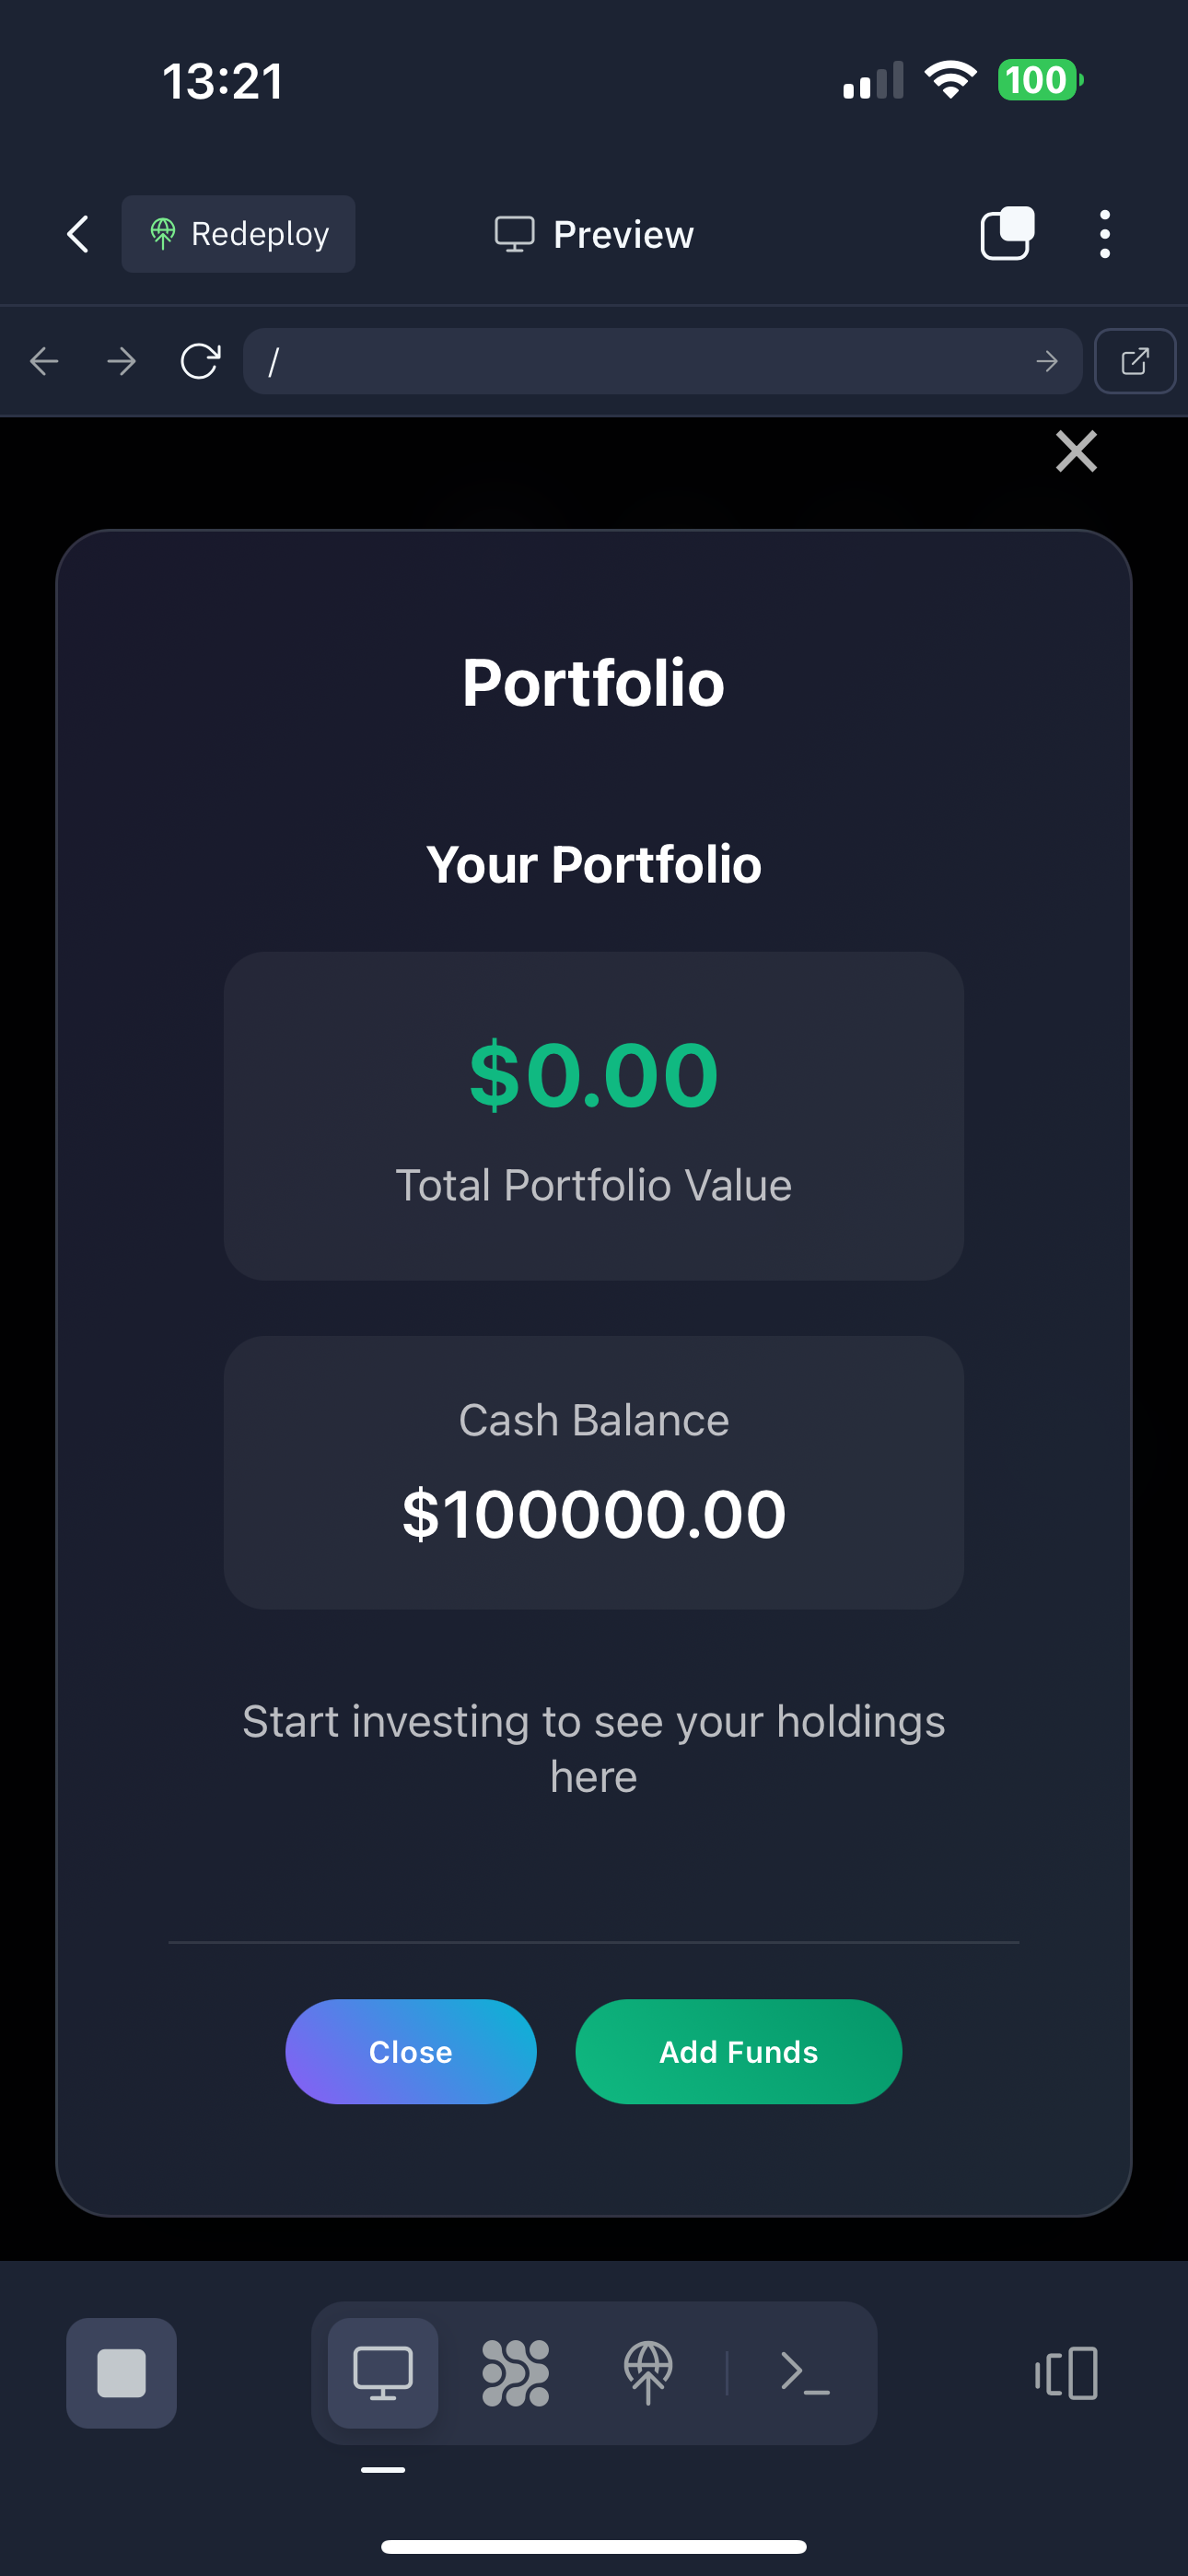 13:21
100
Redeploy
Preview
/
Portfolio
Your Portfolio
$0.00
Total Portfolio Value
Cash Balance
$100000.00
Start investing to see your holdings
here
Close
Add Funds